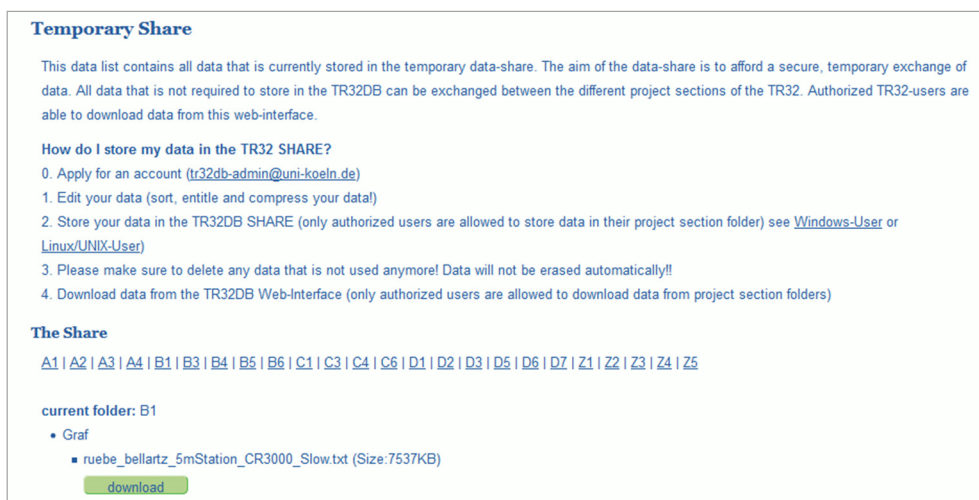 Temporary Share
This data list contains all data that is currently stored in the temporary data-share. The aim of the data-share is to afford a secure, temporary exchange of
data. All data that is not required to store in the TR32DB can be exchanged between the different project sections of the TR32. Authorized TR32-users are
able to download data from this web-interface.
How do I store my data in the TR32 SHARE?
0. Apply for an account (tr32db-admin@uni-koeln.de)
1. Edit your data (sort, entitle and compress your data!)
2. Store your data in the TR32DB SHARE (only authorized users are allowed to store data in their project section folder) see Windows-User or
Linux/UNIX-User)
3. Please make sure to delete any data that is not used anymore! Data will not be erased automatically!!
4. Download data from the TR32DB Web-Interface (only authorized users are allowed to download data from project section folders)
The Share
A1 | A2 | A3 | A4 | B1 | B3 | B4 | B5 | B6 | C1 | C3 | C4 | C6 | D1 | D2 | D3 | D5 | D6 | D7 | Z1 | Z2 | Z3 | Z4 | Z5
current folder: B1
• Graf
▪ ruebe_bellartz_5mStation_CR3000_Slow.txt (Size:7537KB)
download